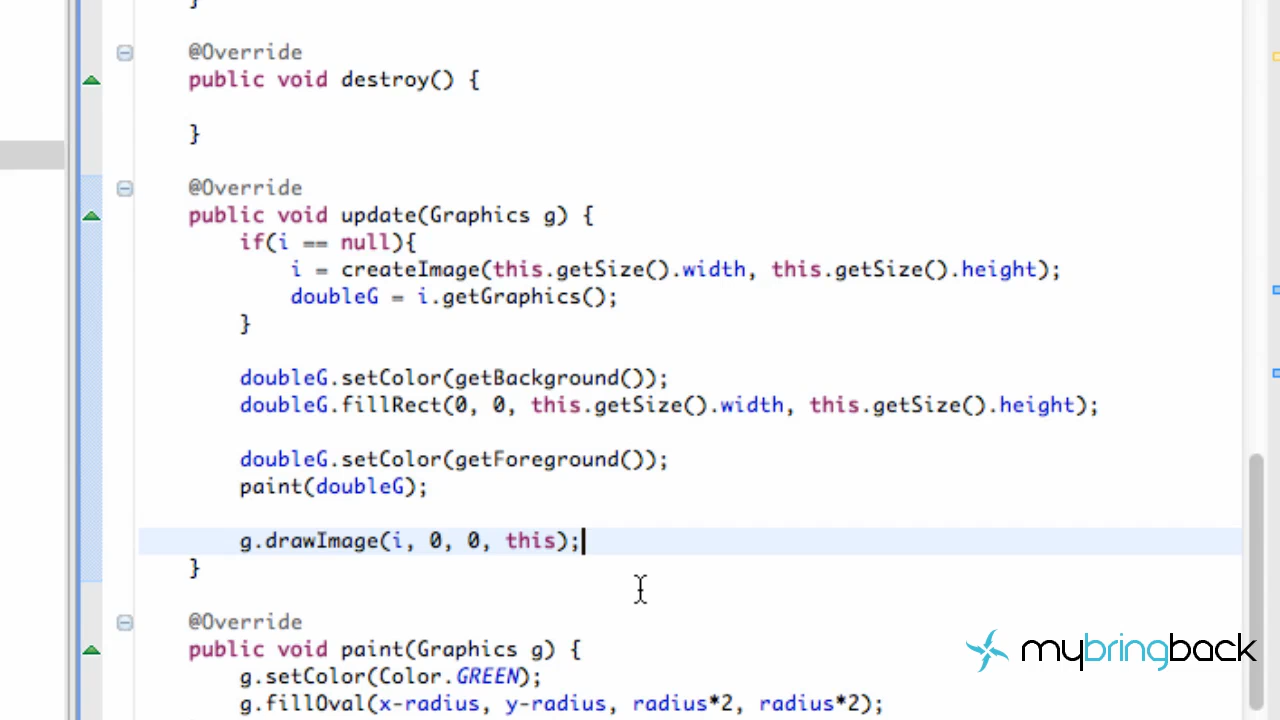 }
@Override
public void destroy() {
}
@Override
public void update(Graphics g) {
if(i == null){
i = createImage(this.getSize().width, this.getSize().height);
doubleG = i.getGraphics();
}
doubleG.setColor(getBackground());
doubleG.fillRect(0, 0, this.getSize().width, this.getSize().height);
doubleG.setColor(getForeground());
paint(doubleG);
g.drawImage(i, 0, 0, this);
}
@Override
public void paint(Graphics g) {
g.setColor(Color.GREEN);
g.fillOval(x-radius, y-radius, radius*2, radius*2);
mybringback